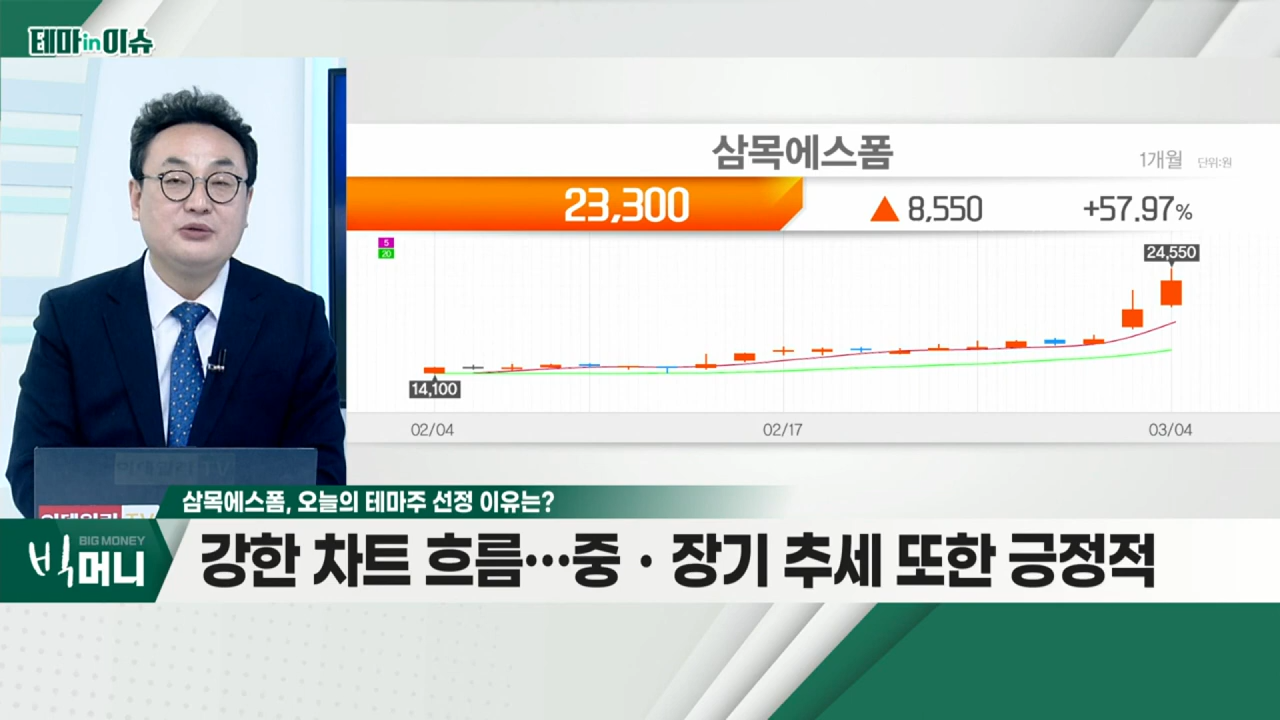 테마in이슈
삼목에스폼
1개월 단위:원
23,300 ▲ 8,550 +57.97%
5
20
24,550
14,100
02/04 02/17 03/04
삼목에스폼, 오늘의 테마주 선정 이유는?
BIG MONEY
빅머니
강한 차트 흐름…중·장기 추세 또한 긍정적